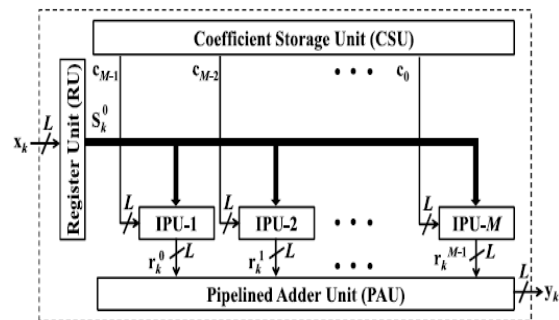 Coefficient Storage Unit (CSU)
c_{M-1} c_{M-2} • • • c_0
Register Unit (RU)
S_k^0
x_k L
L IPU-1 L IPU-2 • • • L IPU-M
r_k^0 L r_k^1 L • • • r_k^{M-1} L
Pipelined Adder Unit (PAU)
L y_k